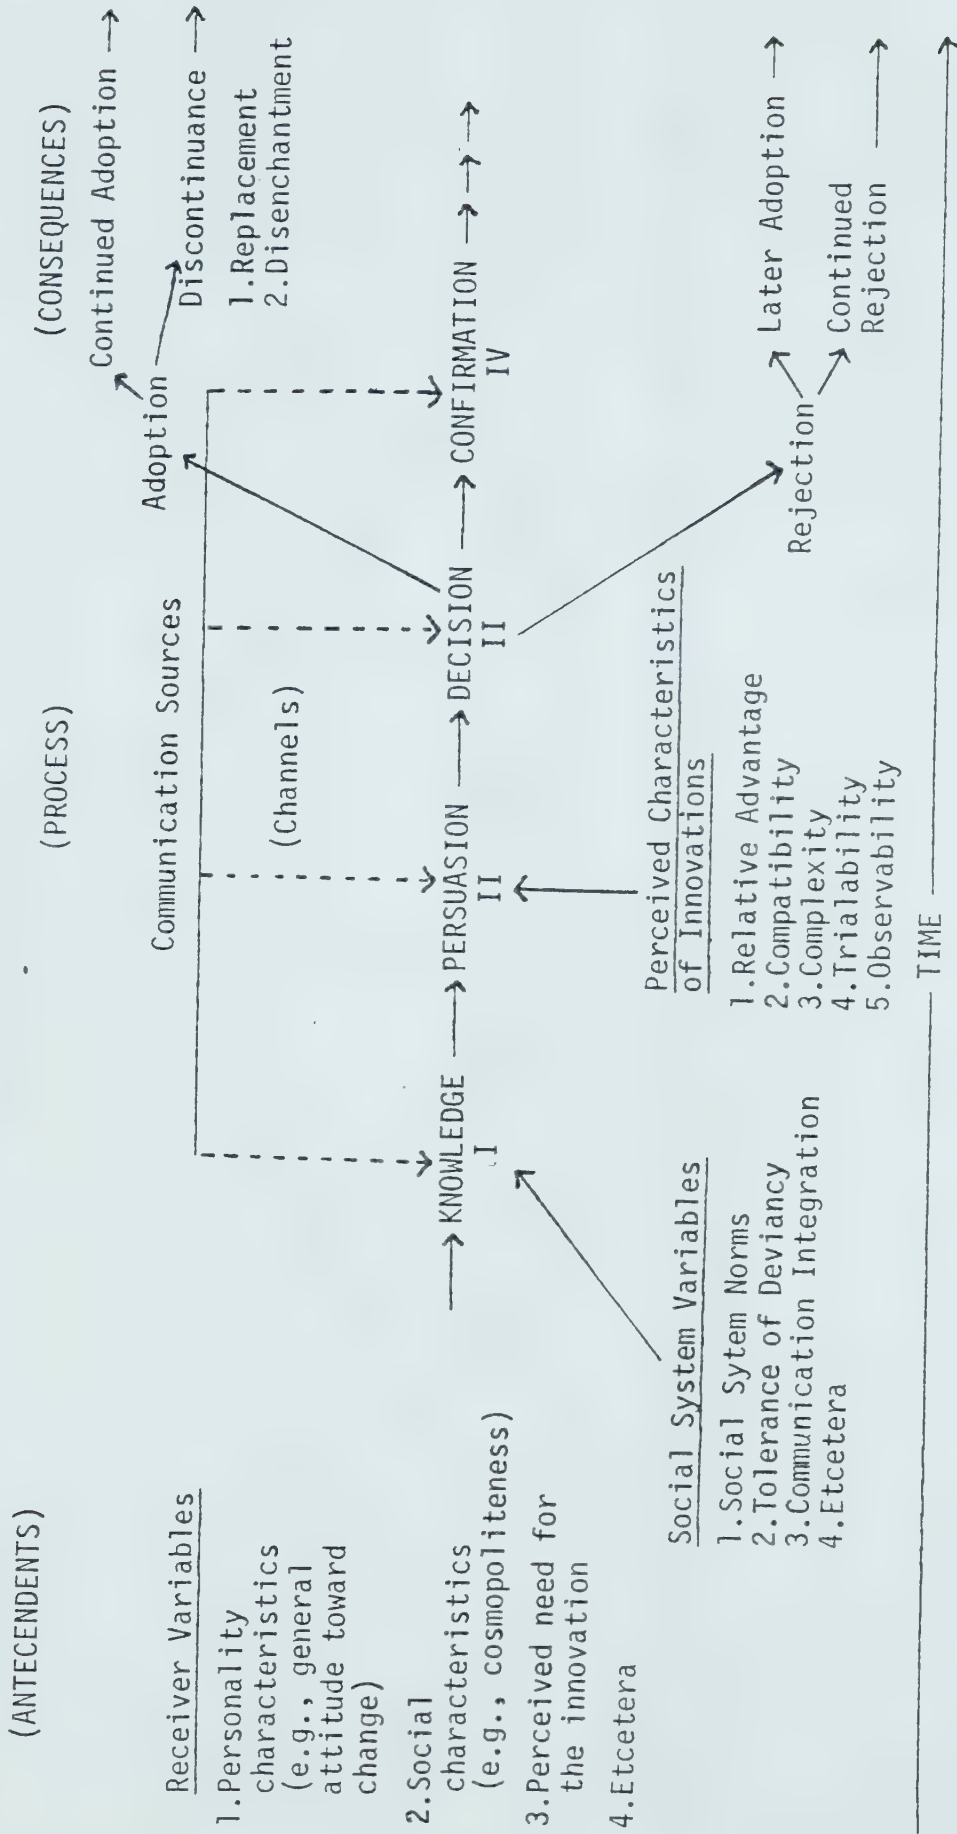 (ANTECENDENTS)
(PROCESS)
(CONSEQUENCES)
Receiver Variables
1.Personality
characteristics
(e.g., general
attitude toward
change)
2.Social
characteristics
(e.g., cosmopoliteness)
3.Perceived need for
the innovation
4.Etcetera
Communication Sources
(Channels)
KNOWLEDGE
I
PERSUASION
II
DECISION
II
CONFIRMATION
IV
Adoption
Continued Adoption
Discontinuance
1.Replacement
2.Disenchantment
Social System Variables
1.Social Sytem Norms
2.Tolerance of Deviancy
3.Communication Integration
4.Etcetera
Perceived Characteristics
of Innovations
1.Relative Advantage
2.Compatibility
3.Complexity
4.Trialability
5.Observability
Rejection
Later Adoption
Continued
Rejection
TIME